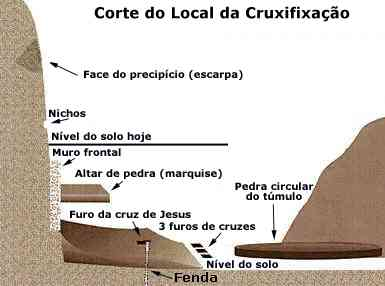 Corte do Local da Cruxifixação
Face do precipício (escarpa)
Nichos
Nível do solo hoje
Muro frontal
Altar de pedra (marquise)
Pedra circular
do túmulo
Furo da cruz de Jesus
3 furos de cruzes
Nível do solo
Fenda